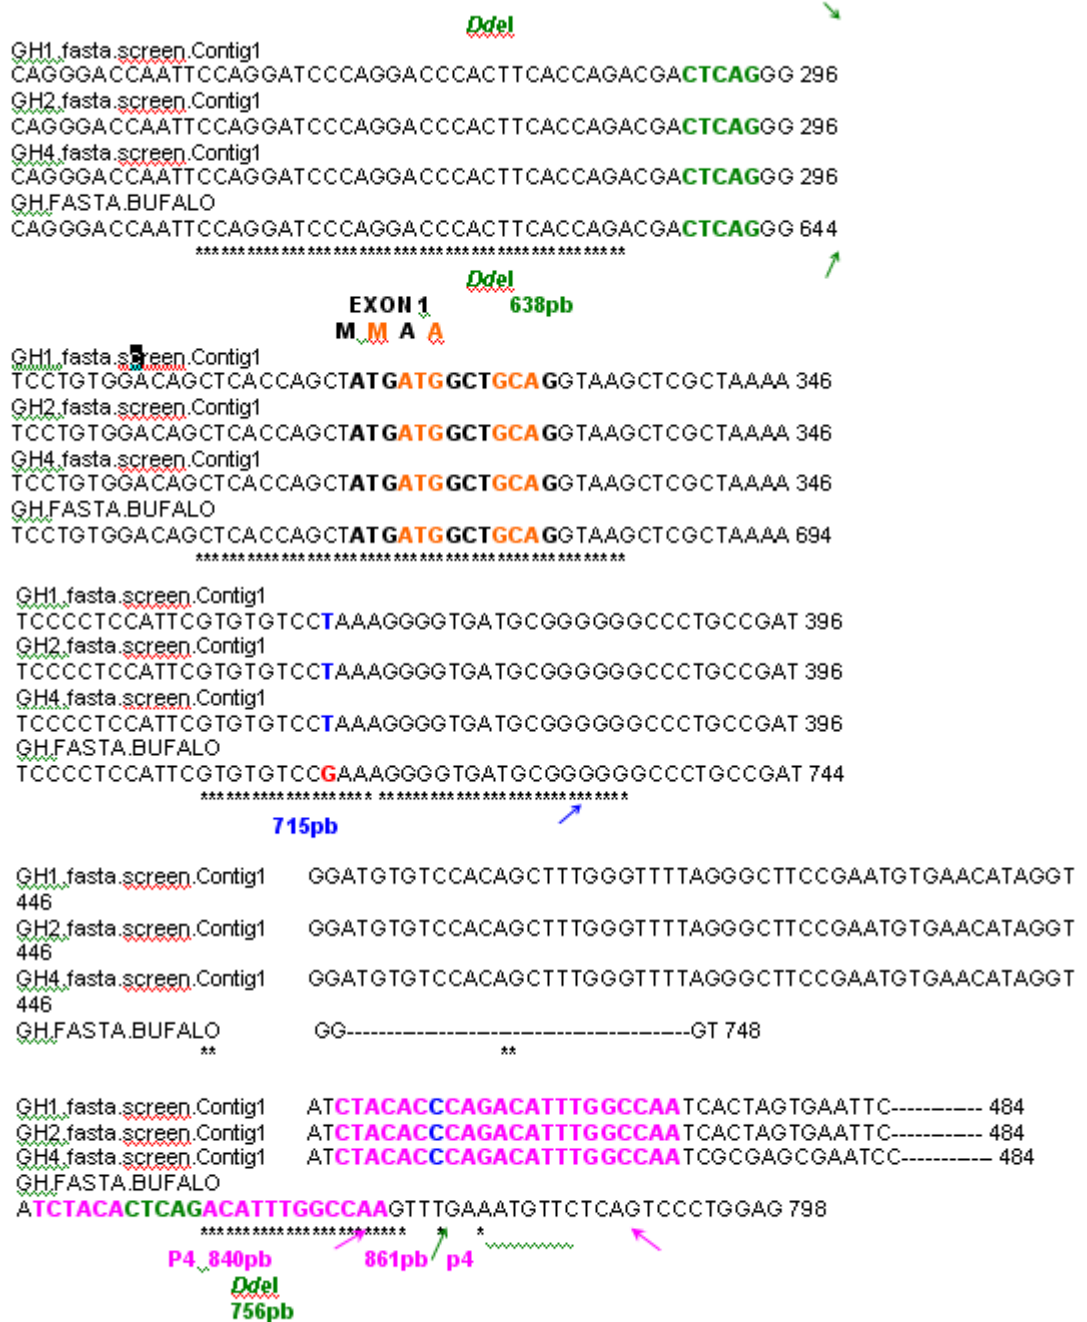 DdeI
GH1.fasta.screen.Contig1
CAGGGACCAATTCCAGGATCCCAGGACCCACTTCACCAGACGACTCAGGG 296
GH2.fasta.screen.Contig1
CAGGGACCAATTCCAGGATCCCAGGACCCACTTCACCAGACGACTCAGGG 296
GH4.fasta.screen.Contig1
CAGGGACCAATTCCAGGATCCCAGGACCCACTTCACCAGACGACTCAGGG 296
GH.FASTA.BUFALO
CAGGGACCAATTCCAGGATCCCAGGACCCACTTCACCAGACGACTCAGGG 644
**************************************************
DdeI
EXON 1 638pb
M M A A
GH1.fasta.screen.Contig1
TCCTGTGGACAGCTCACCAGCTATGATGGCTGCAGGTAAGCTCGCTAAAA 346
GH2.fasta.screen.Contig1
TCCTGTGGACAGCTCACCAGCTATGATGGCTGCAGGTAAGCTCGCTAAAA 346
GH4.fasta.screen.Contig1
TCCTGTGGACAGCTCACCAGCTATGATGGCTGCAGGTAAGCTCGCTAAAA 346
GH.FASTA.BUFALO
TCCTGTGGACAGCTCACCAGCTATGATGGCTGCAGGTAAGCTCGCTAAAA 694
**************************************************
GH1.fasta.screen.Contig1
TCCCCTCCATTCGTGTGTCCTAAAGGGGTGATGCGGGGGGCCCTGCCGAT 396
GH2.fasta.screen.Contig1
TCCCCTCCATTCGTGTGTCCTAAAGGGGTGATGCGGGGGGCCCTGCCGAT 396
GH4.fasta.screen.Contig1
TCCCCTCCATTCGTGTGTCCTAAAGGGGTGATGCGGGGGGCCCTGCCGAT 396
GH.FASTA.BUFALO
TCCCCTCCATTCGTGTGTCCGAAAGGGGTGATGCGGGGGGCCCTGCCGAT 744
******************** *****************************
715pb
GH1.fasta.screen.Contig1 GGATGTGTCCACAGCTTTGGGTTTTAGGGCTTCCGAATGTGAACATAGGT
446
GH2.fasta.screen.Contig1 GGATGTGTCCACAGCTTTGGGTTTTAGGGCTTCCGAATGTGAACATAGGT
446
GH4.fasta.screen.Contig1 GGATGTGTCCACAGCTTTGGGTTTTAGGGCTTCCGAATGTGAACATAGGT
446
GH.FASTA.BUFALO GG----------------------------------------------GT 748
** **
GH1.fasta.screen.Contig1 ATCTACACCCAGACATTTGGCCAATCACTAGTGAATTC------------ 484
GH2.fasta.screen.Contig1 ATCTACACCCAGACATTTGGCCAATCACTAGTGAATTC------------ 484
GH4.fasta.screen.Contig1 ATCTACACCCAGACATTTGGCCAATCGCGAGCGAATCC------------ 484
GH.FASTA.BUFALO
ATCTACACTCAGACATTTGGCCAAGTTTGAAATGTTCTCAGTCCCTGGAG 798
************************ * *
P4 840pb 861pb p4
DdeI
756pb